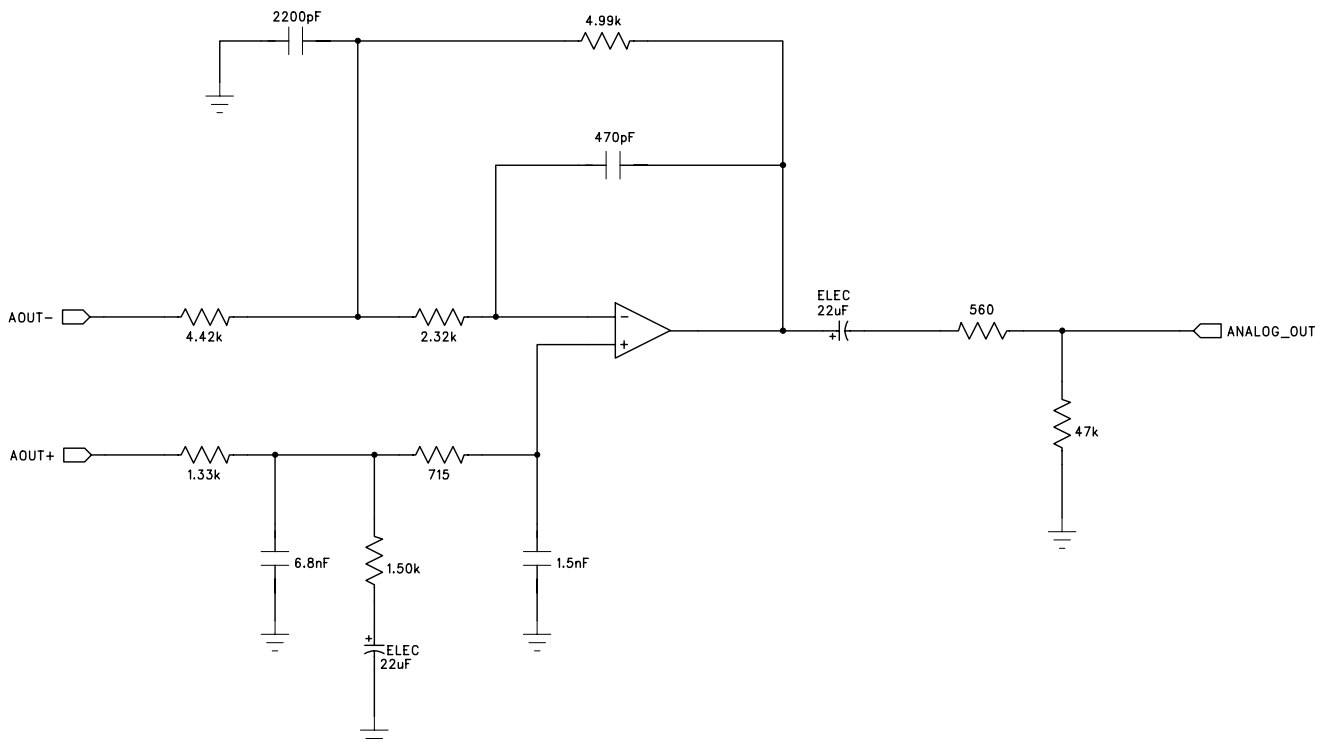 2200pF
4.99k
470pF
ELEC
22uF
560
AOUT-
4.42k
2.32k
-
+
+
ANALOG_OUT
47k
AOUT+
1.33k
715
6.8nF
1.50k
1.5nF
+
ELEC
22uF